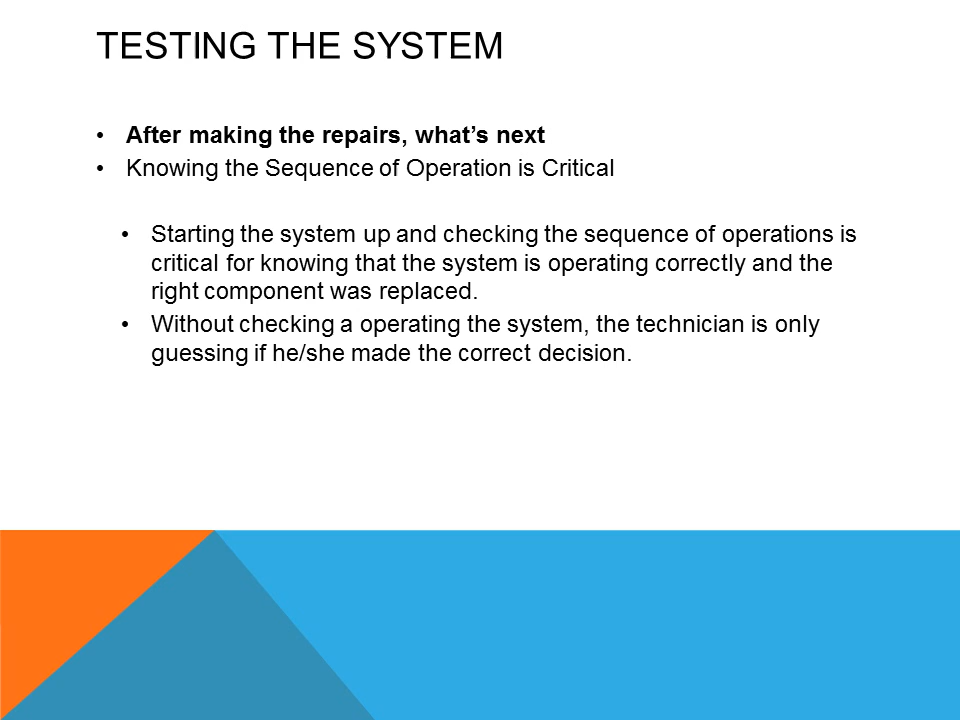 TESTING THE SYSTEM
• After making the repairs, what’s next
• Knowing the Sequence of Operation is Critical
• Starting the system up and checking the sequence of operations is
critical for knowing that the system is operating correctly and the
right component was replaced.
• Without checking a operating the system, the technician is only
guessing if he/she made the correct decision.